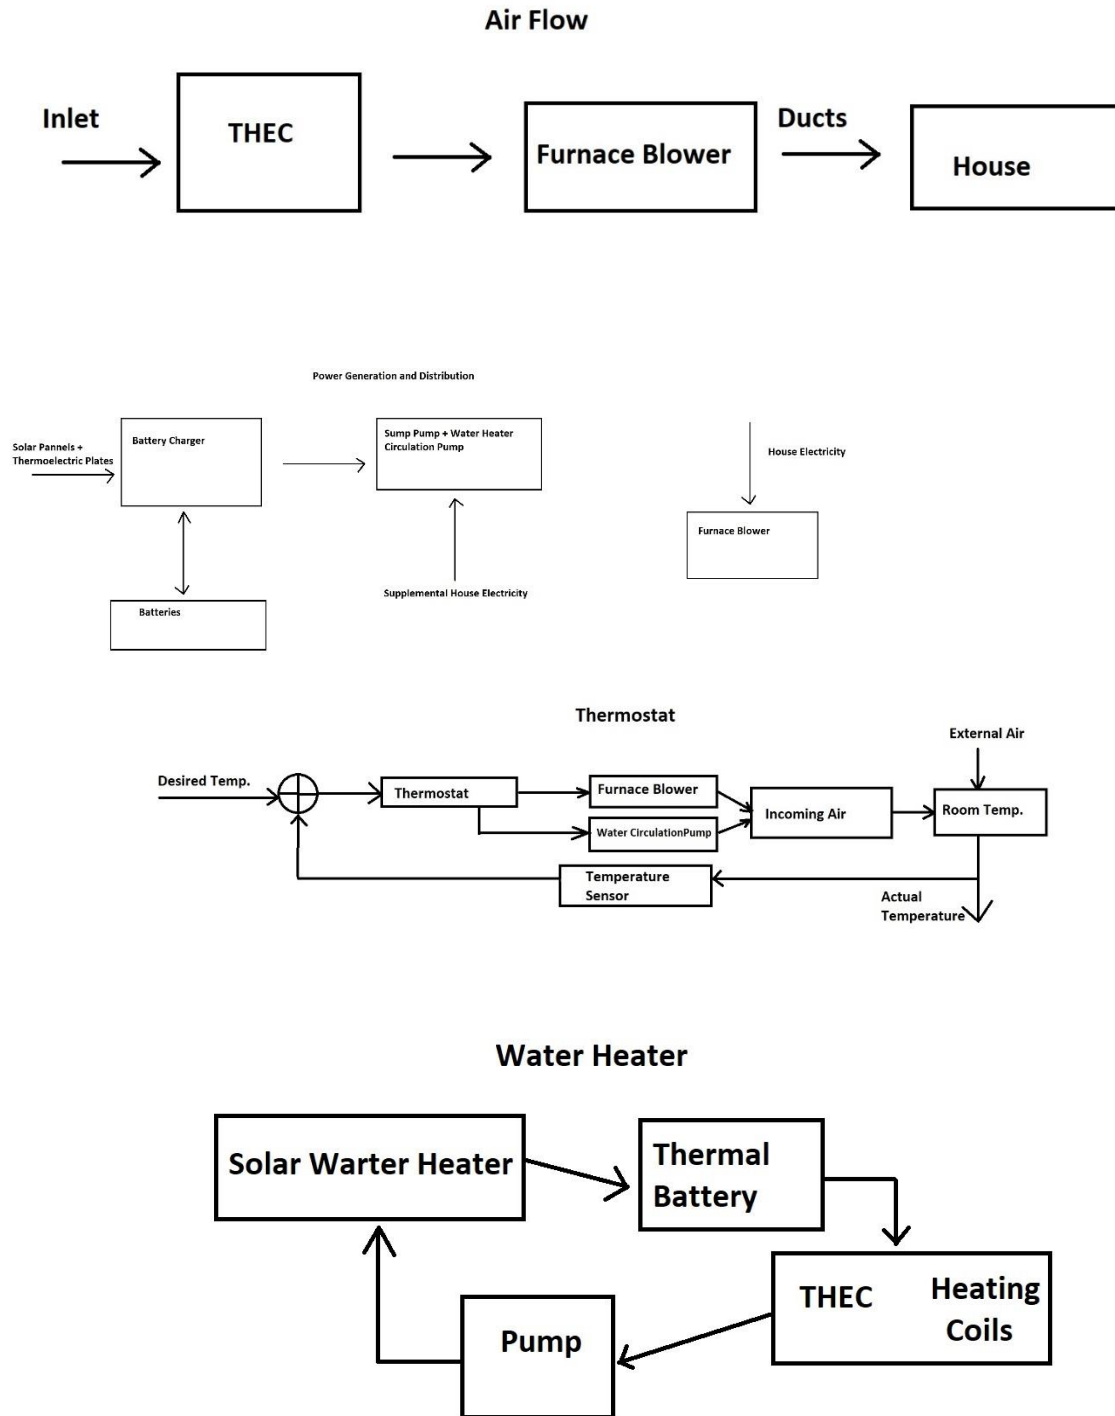 Air Flow
Inlet
THEC
Furnace Blower
Ducts
House
Power Generation and Distribution
Solar Pannels +
Thermoelectric Plates
Battery Charger
Sump Pump + Water Heater
Circulation Pump
House Electricity
Furnace Blower
Supplemental House Electricity
Batteries
Thermostat
External Air
Desired Temp.
Thermostat
Furnace Blower
Water CirculationPump
Incoming Air
Room Temp.
Temperature
Sensor
Actual
Temperature
Water Heater
Solar Warter Heater
Thermal
Battery
THEC
Heating
Coils
Pump